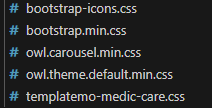 # bootstrap-icons.css
# bootstrap.min.css
# owl.carousel.min.css
# owl.theme.default.min.css
# templatemo-medic-care.css